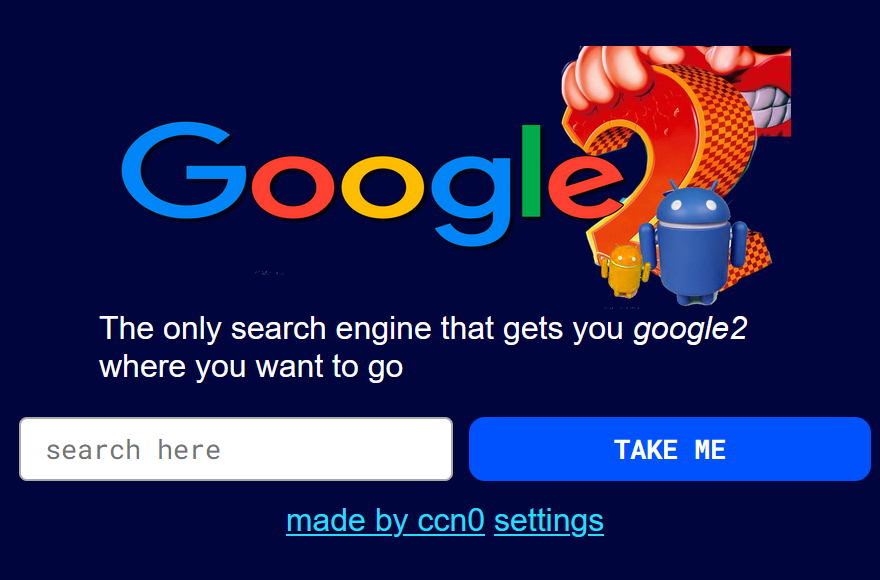 Google 2
The only search engine that gets you google2
where you want to go
search here
TAKE ME
made by ccn0 settings